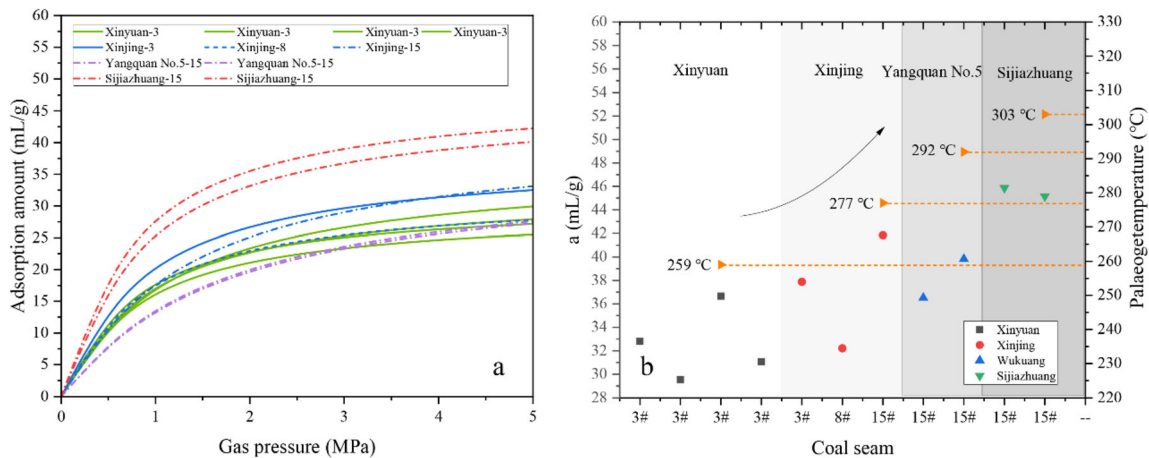 60
55
50
45
40
35
30
25
20
15
10
5
0
Adsorption amount (mL/g)
Xinyuan-3 Xinyuan-3 Xinyuan-3 Xinyuan-3
Xinjing-3 Xinjing-8 Xinjing-15
Yangquan No.5-15 Yangquan No.5-15
Sijiazhuang-15 Sijiazhuang-15
a
0 1 2 3 4 5
Gas pressure (MPa)
60
58
56
54
52
50
48
46
44
42
40
38
36
34
32
30
28
a (mL/g)
Xinyuan Xinjing Yangquan No.5 Sijiazhuang
303 ℃
292 ℃
277 ℃
259 ℃
b
Xinyuan
Xinjing
Wukuang
Sijiazhuang
3# 3# 3# 3# 3# 8# 15# 15# 15# 15# 15# --
Coal seam
330
320
310
300
290
280
270
260
250
240
230
220
Palaeogetemperature (℃)